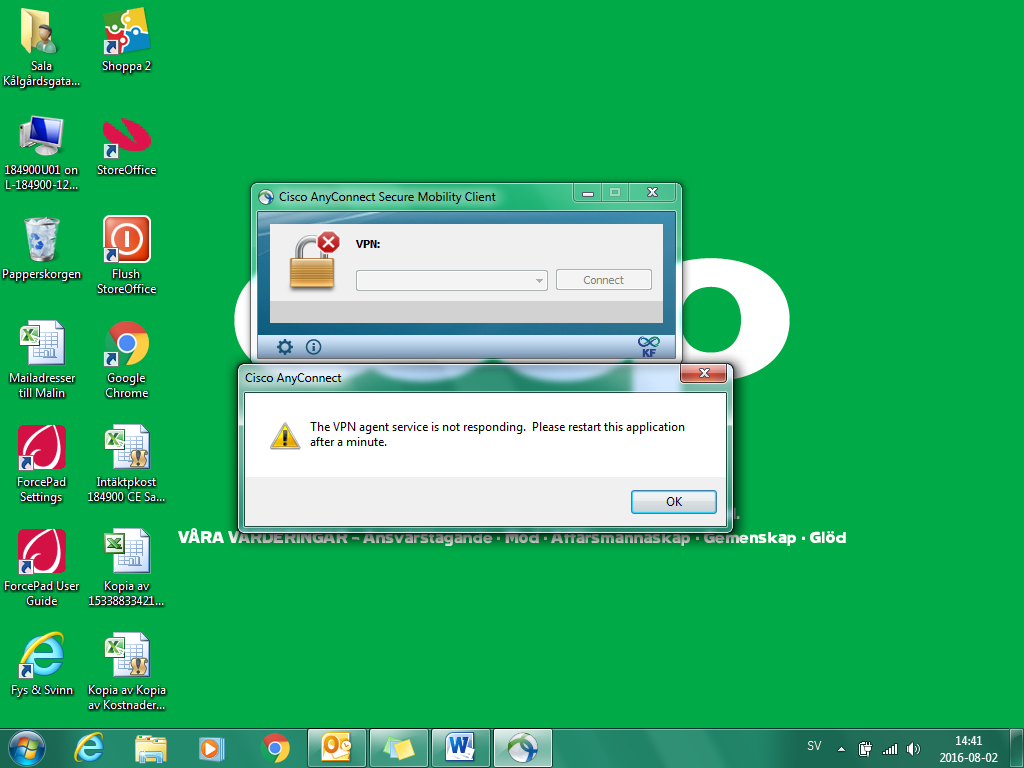 Sala
Kålgårdsgata...
Shoppa 2
184900U01 on
L-184900-12...
StoreOffice
Papperskorgen
Flush
StoreOffice
Mailadresser
till Malin
Google
Chrome
ForcePad
Settings
Intäktpkost
184900 CE Sa...
ForcePad User
Guide
Kopia av
15338833421...
Fys & Svinn
Kopia av Kopia
av Kostnader...
Cisco AnyConnect Secure Mobility Client
VPN:
Connect
KF
Cisco AnyConnect
The VPN agent service is not responding.  Please restart this application
after a minute.
OK
VÅRA VÄRDERINGAR – Ansvarstagande · Mod · Affärsmannaskap · Gemenskap · Glöd
SV
14:41
2016-08-02